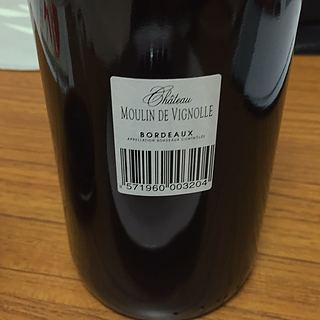 Château
MOULIN DE VIGNOLLE
BORDEAUX
APPELLATION BORDEAUX CONTRÔLÉE
571960 003204